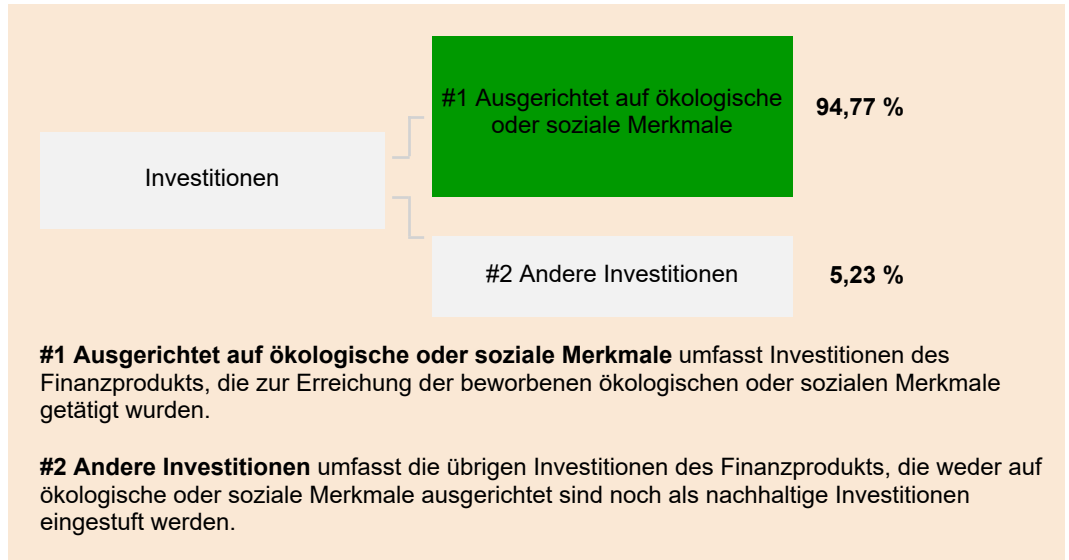 #1 Ausgerichtet auf ökologische
oder soziale Merkmale
94,77 %
Investitionen
#2 Andere Investitionen
5,23 %
#1 Ausgerichtet auf ökologische oder soziale Merkmale umfasst Investitionen des
Finanzprodukts, die zur Erreichung der beworbenen ökologischen oder sozialen Merkmale
getätigt wurden.
#2 Andere Investitionen umfasst die übrigen Investitionen des Finanzprodukts, die weder auf
ökologische oder soziale Merkmale ausgerichtet sind noch als nachhaltige Investitionen
eingestuft werden.